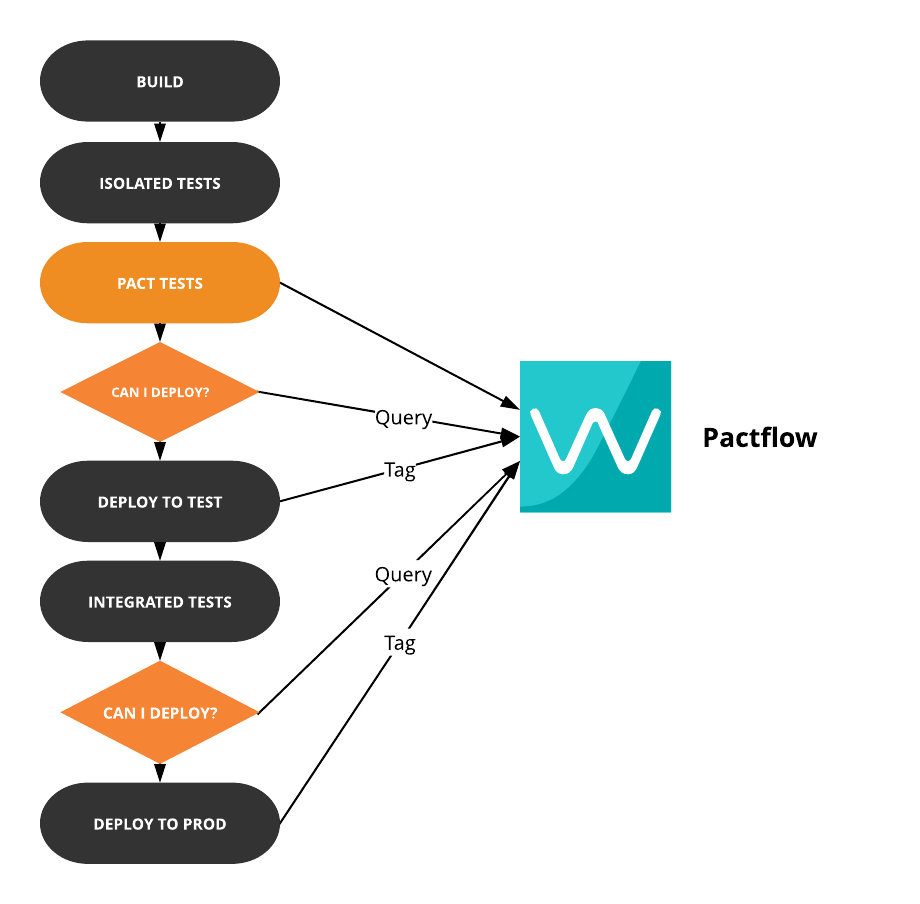 BUILD
ISOLATED TESTS
PACT TESTS
CAN I DEPLOY?
Query
Pactflow
Tag
DEPLOY TO TEST
Query
INTEGRATED TESTS
Tag
CAN I DEPLOY?
DEPLOY TO PROD